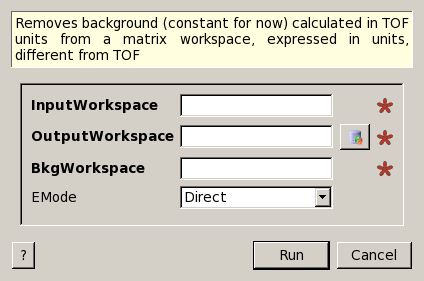 Removes background (constant for now) calculated in TOF
units from a matrix workspace, expressed in units,
different from TOF
InputWorkspace
OutputWorkspace
BkgWorkspace
EMode Direct
? Run Cancel